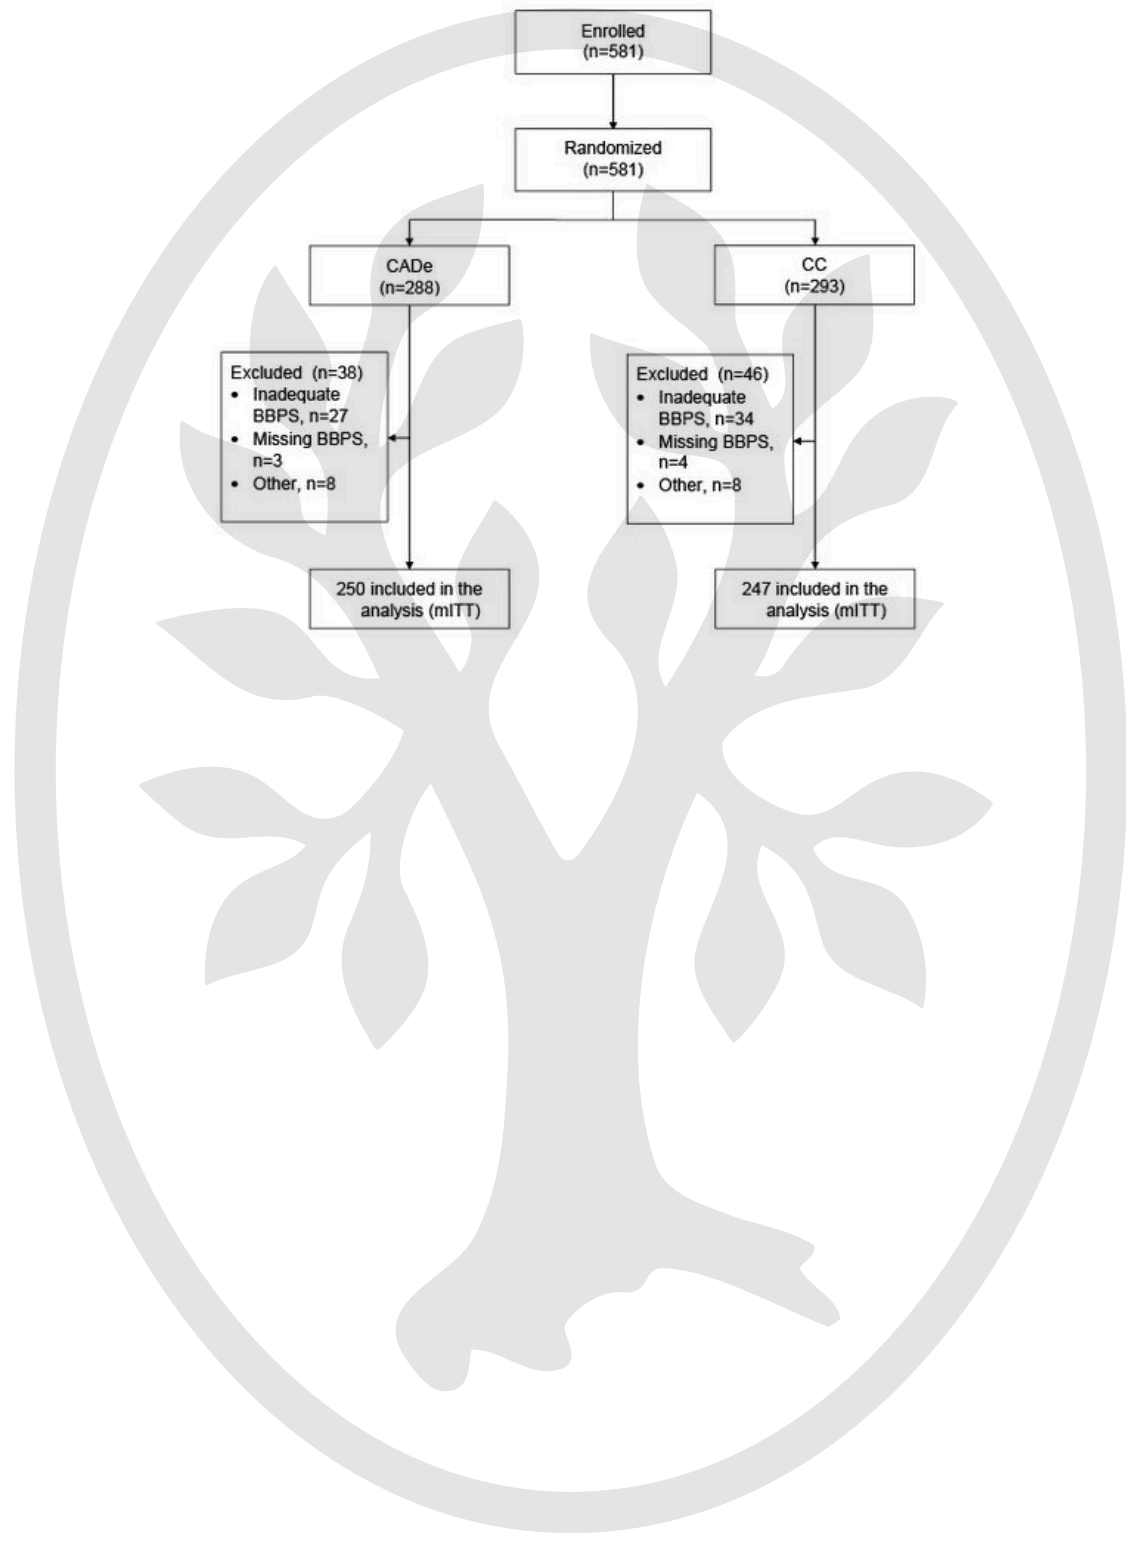 Enrolled
(n=581)
Randomized
(n=581)
CADe
(n=288)
CC
(n=293)
Excluded (n=38)
• Inadequate
BBPS, n=27
• Missing BBPS,
n=3
• Other, n=8
Excluded (n=46)
• Inadequate
BBPS, n=34
• Missing BBPS,
n=4
• Other, n=8
250 included in the
analysis (mITT)
247 included in the
analysis (mITT)